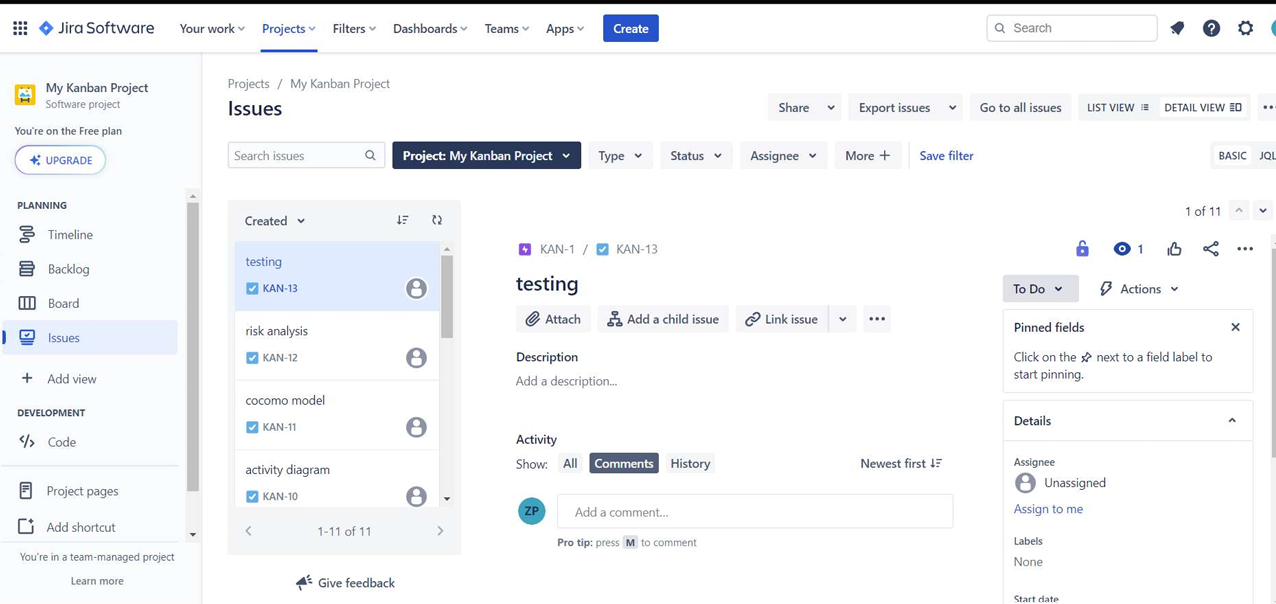 Jira Software Your work Projects Filters Dashboards Teams Apps Create Search
My Kanban Project
Software project
You're on the Free plan
UPGRADE
PLANNING
Timeline
Backlog
Board
Issues
Add view
DEVELOPMENT
Code
Project pages
Add shortcut
You're in a team-managed project
Learn more
Projects / My Kanban Project
Issues
Share Export issues Go to all issues LIST VIEW DETAIL VIEW
Search issues Project: My Kanban Project Type Status Assignee More + Save filter BASIC JQL
Created
testing
KAN-13
risk analysis
KAN-12
cocomo model
KAN-11
activity diagram
KAN-10
1-11 of 11
Give feedback
1 of 11
KAN-1 / KAN-13
1
testing
Attach Add a child issue Link issue
Description
Add a description...
Activity
Show: All Comments History Newest first
ZP Add a comment...
Pro tip: press M to comment
To Do Actions
Pinned fields
Click on the next to a field label to
start pinning.
Details
Assignee
Unassigned
Assign to me
Labels
None
Start date